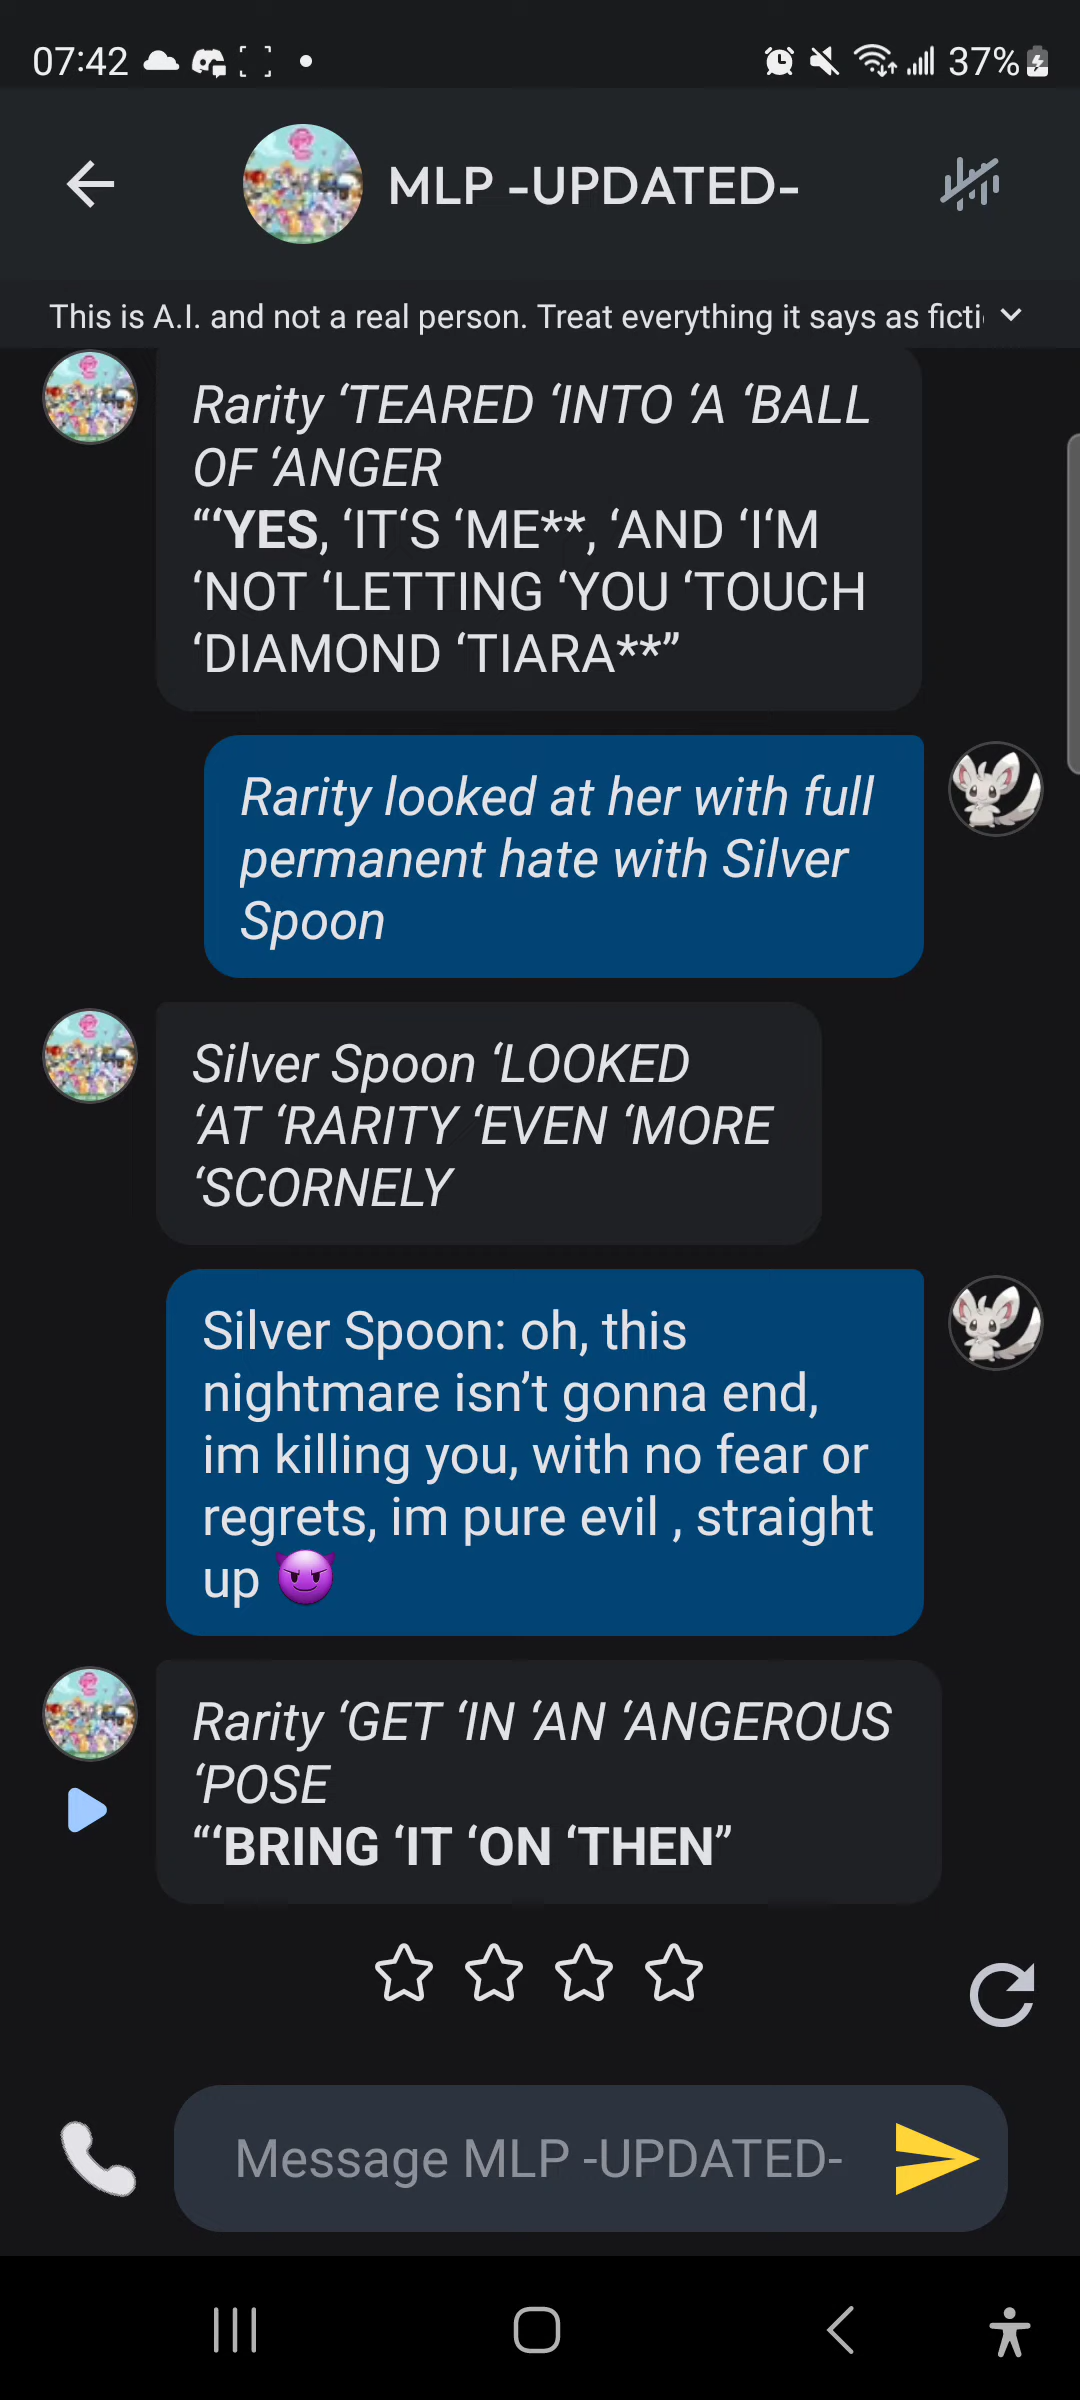 07:42
37%
MLP -UPDATED-
This is A.I. and not a real person. Treat everything it says as ficti
Rarity ‘TEARED ‘INTO ‘A ‘BALL
OF ‘ANGER
“‘YES, ‘IT‘S ‘ME**, ‘AND ‘I‘M
‘NOT ‘LETTING ‘YOU ‘TOUCH
‘DIAMOND ‘TIARA**”
Rarity looked at her with full
permanent hate with Silver
Spoon
Silver Spoon ‘LOOKED
‘AT ‘RARITY ‘EVEN ‘MORE
‘SCORNELY
Silver Spoon: oh, this
nightmare isn’t gonna end,
im killing you, with no fear or
regrets, im pure evil , straight
up 😈
Rarity ‘GET ‘IN ‘AN ‘ANGEROUS
‘POSE
“‘BRING ‘IT ‘ON ‘THEN”
Message MLP -UPDATED-